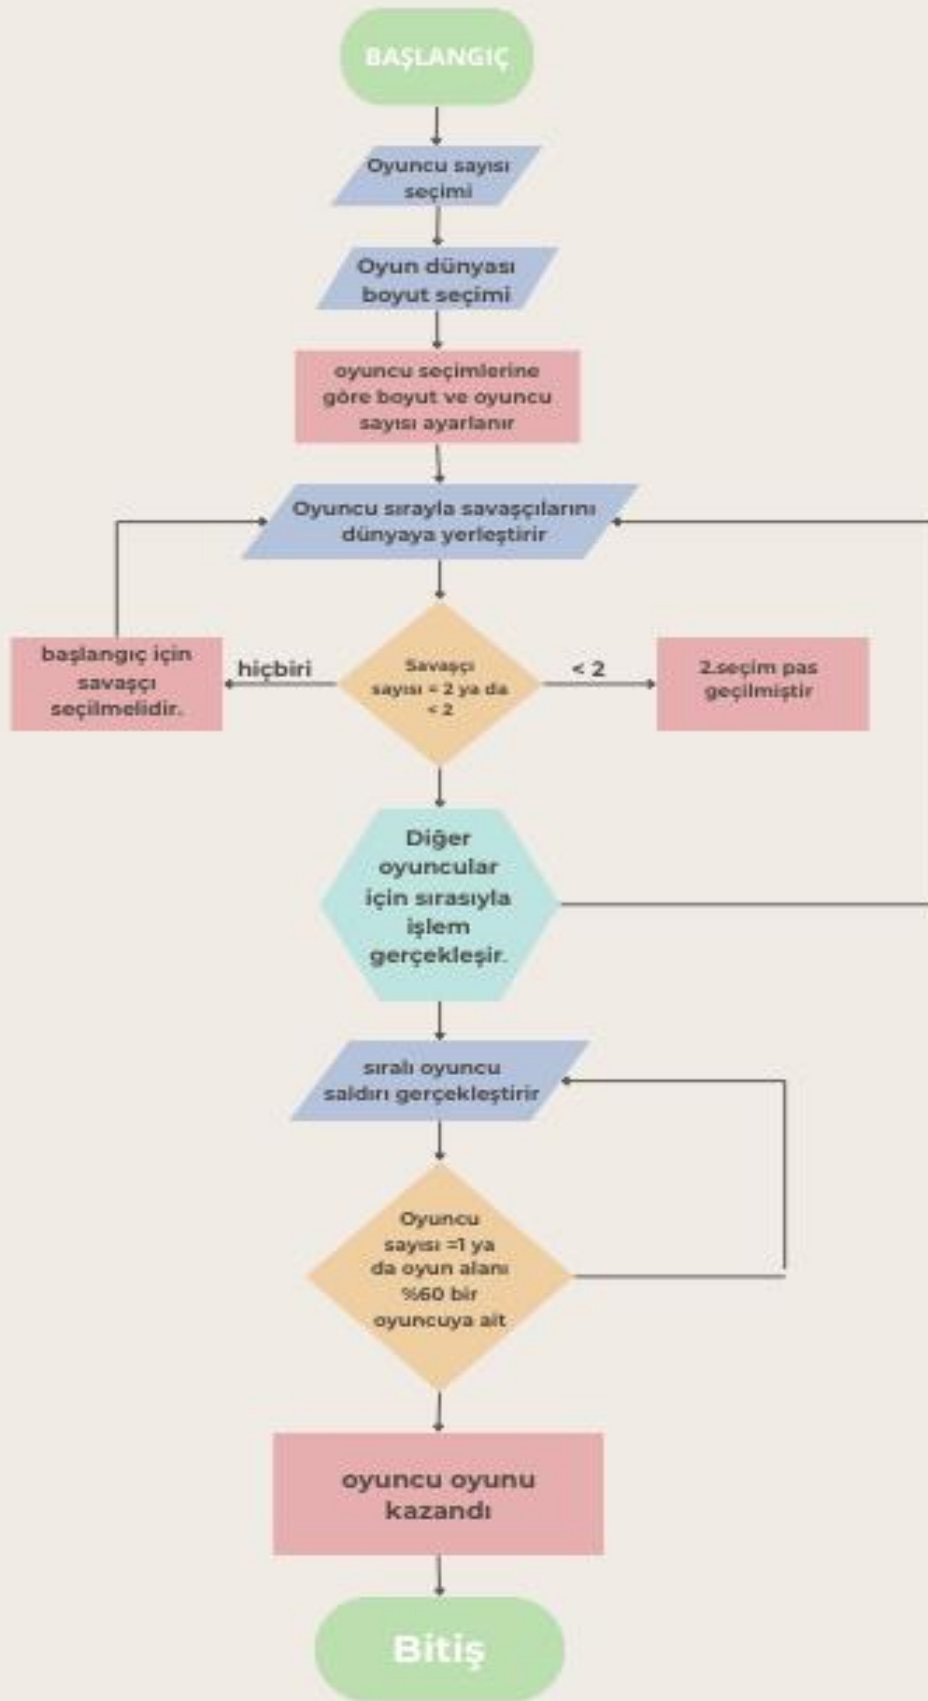 BAŞLANGIÇ
Oyuncu sayısı
seçimi
Oyun dünyası
boyut seçimi
oyuncu seçimlerine
göre boyut ve oyuncu
sayısı ayarlanır
Oyuncu sırayla savaşçılarını
dünyaya yerleştirir
başlangıç için
savaşçı
seçilmelidir.
hiçbiri
Savaşçı
sayısı = 2 ya da
< 2
< 2
2.seçim pas
geçilmiştir
Diğer
oyuncular
için sırasıyla
işlem
gerçekleşir.
sıralı oyuncu
saldırı gerçekleştirir
Oyuncu
sayısı =1 ya
da oyun alanı
%60 bir
oyuncuya ait
oyuncu oyunu
kazandı
Bitiş